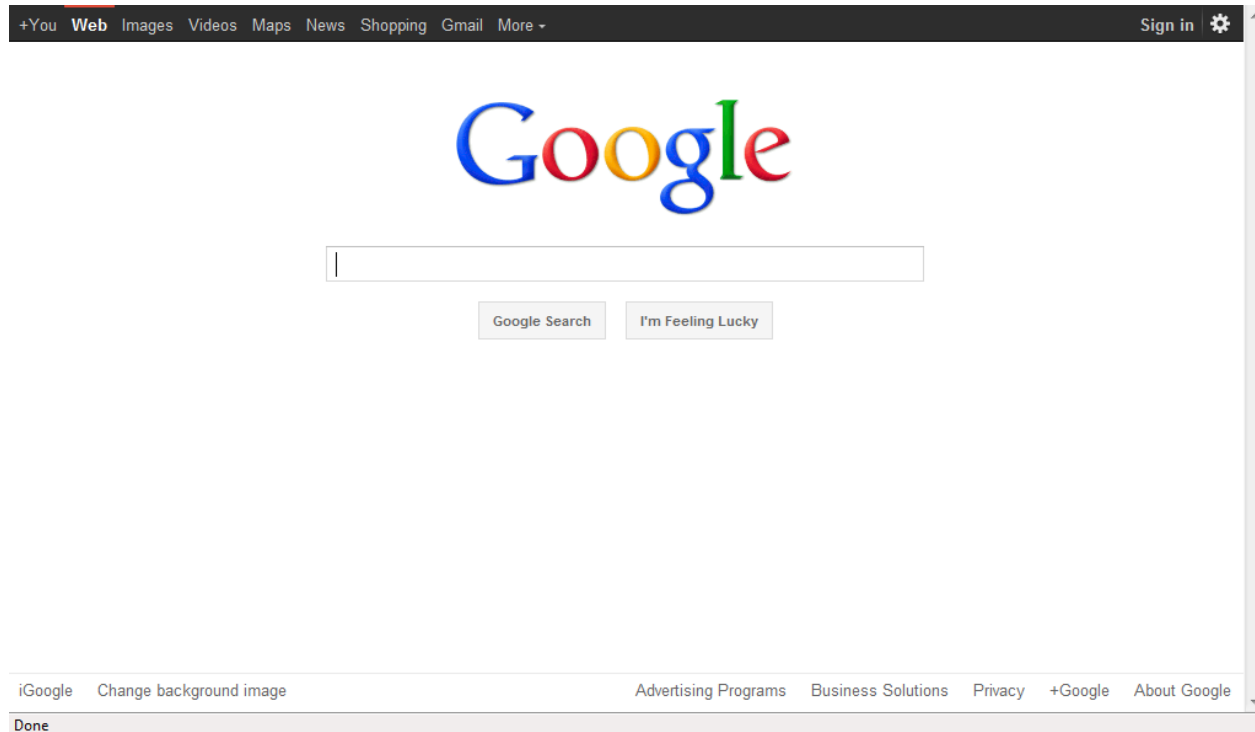 +You Web Images Videos Maps News Shopping Gmail More Sign in
Google
Google Search I'm Feeling Lucky
iGoogle Change background image Advertising Programs Business Solutions Privacy +Google About Google
Done